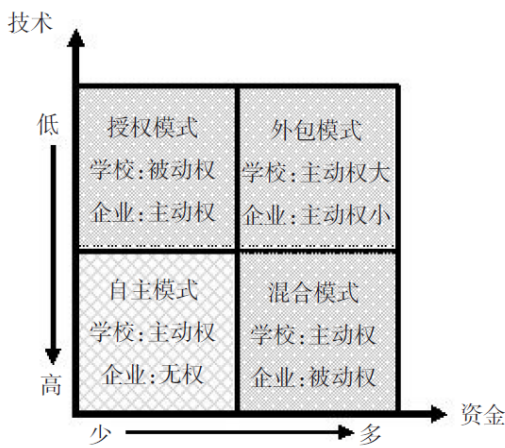 技术
低
授权模式
学校:被动权
企业:主动权
外包模式
学校:主动权大
企业:主动权小
自主模式
学校:主动权
企业:无权
混合模式
学校:主动权
企业:被动权
高
少
多
资金